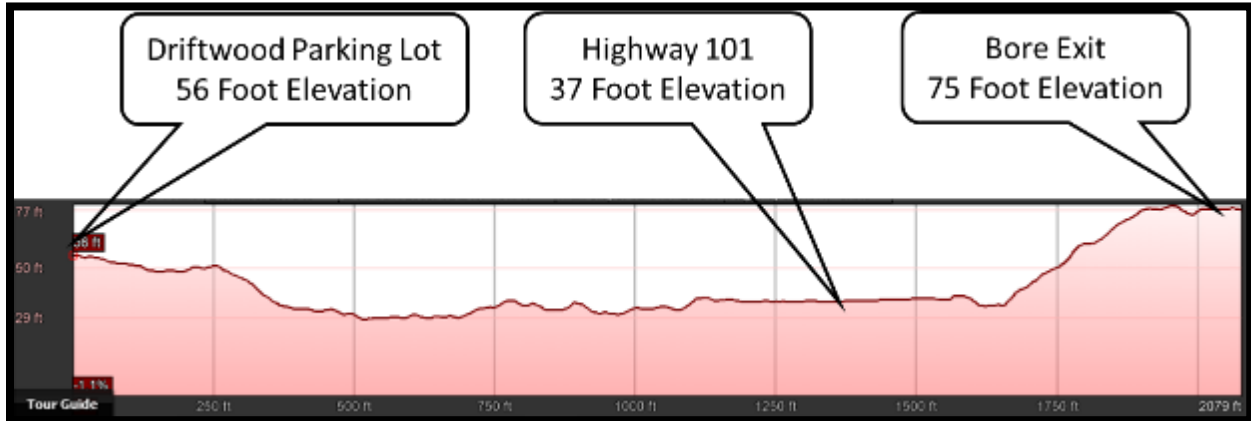 Driftwood Parking Lot
56 Foot Elevation
Highway 101
37 Foot Elevation
Bore Exit
75 Foot Elevation
77 ft
56 ft
50 ft
29 ft
-1.1%
Tour Guide
250 ft
500 ft
750 ft
1000 ft
1250 ft
1500 ft
1750 ft
2079 ft